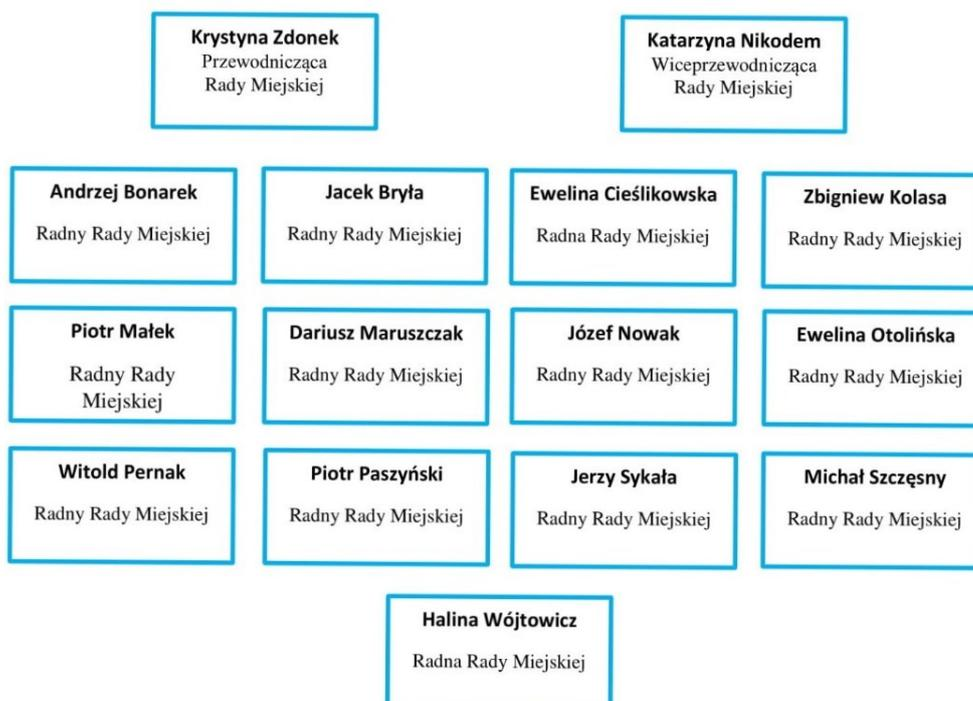 Krystyna Zdonek
Przewodnicząca
Rady Miejskiej
Katarzyna Nikodem
Wiceprzewodnicząca
Rady Miejskiej
Andrzej Bonarek
Radny Rady Miejskiej
Jacek Bryła
Radny Rady Miejskiej
Ewelina Cieślikowska
Radna Rady Miejskiej
Zbigniew Kolasa
Radny Rady Miejskiej
Piotr Małek
Radny Rady
Miejskiej
Dariusz Maruszczak
Radny Rady Miejskiej
Józef Nowak
Radny Rady Miejskiej
Ewelina Otolińska
Radny Rady Miejskiej
Witold Pernak
Radny Rady Miejskiej
Piotr Paszyński
Radny Rady Miejskiej
Jerzy Sykała
Radny Rady Miejskiej
Michał Szczęsny
Radny Rady Miejskiej
Halina Wójtowicz
Radna Rady Miejskiej